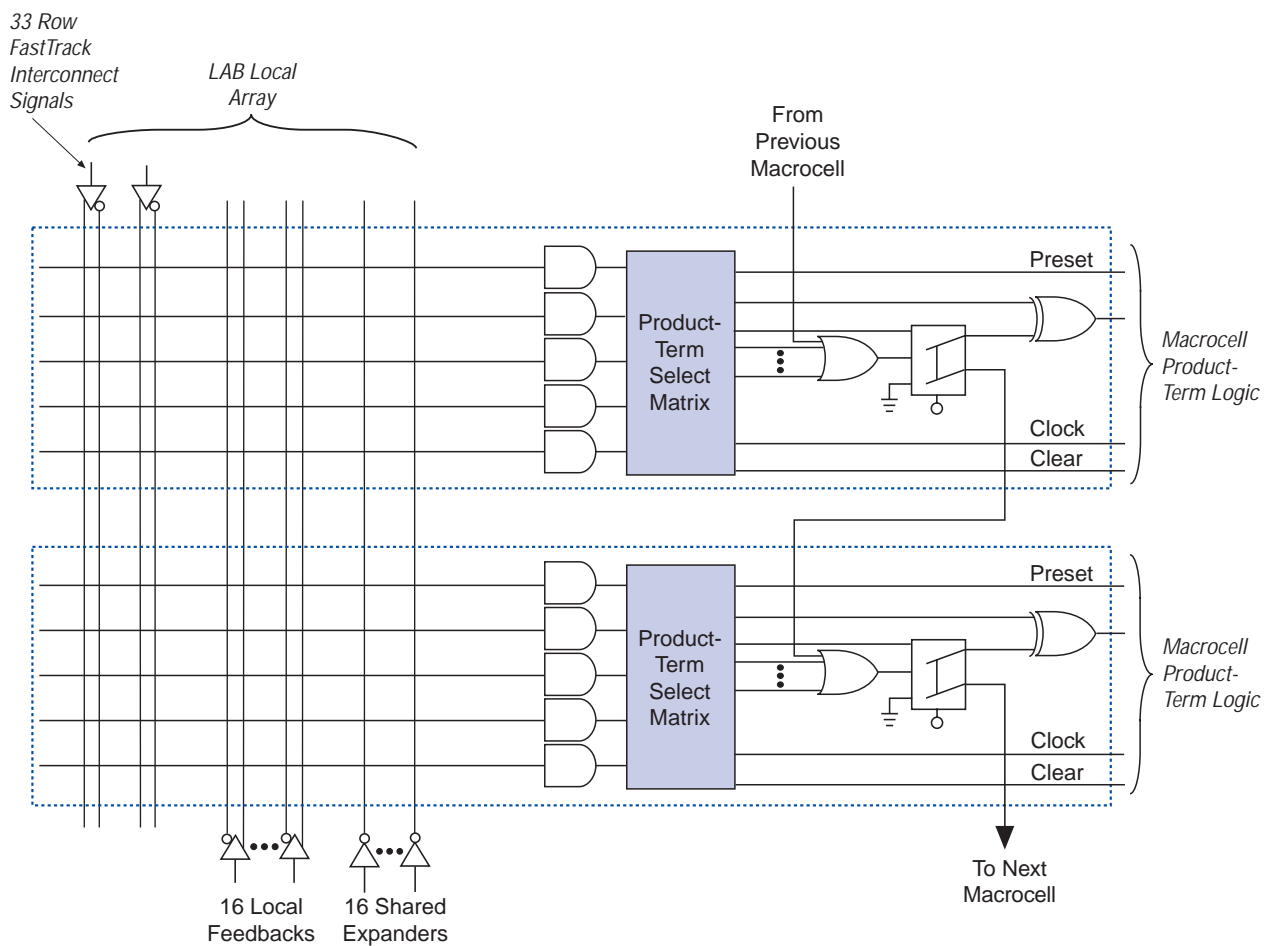 33 Row
FastTrack
Interconnect
Signals
LAB Local
Array
From
Previous
Macrocell
Preset
Product-
Term
Select
Matrix
Clock
Clear
Macrocell
Product-
Term Logic
Preset
Product-
Term
Select
Matrix
Clock
Clear
Macrocell
Product-
Term Logic
16 Local
Feedbacks
16 Shared
Expanders
To Next
Macrocell